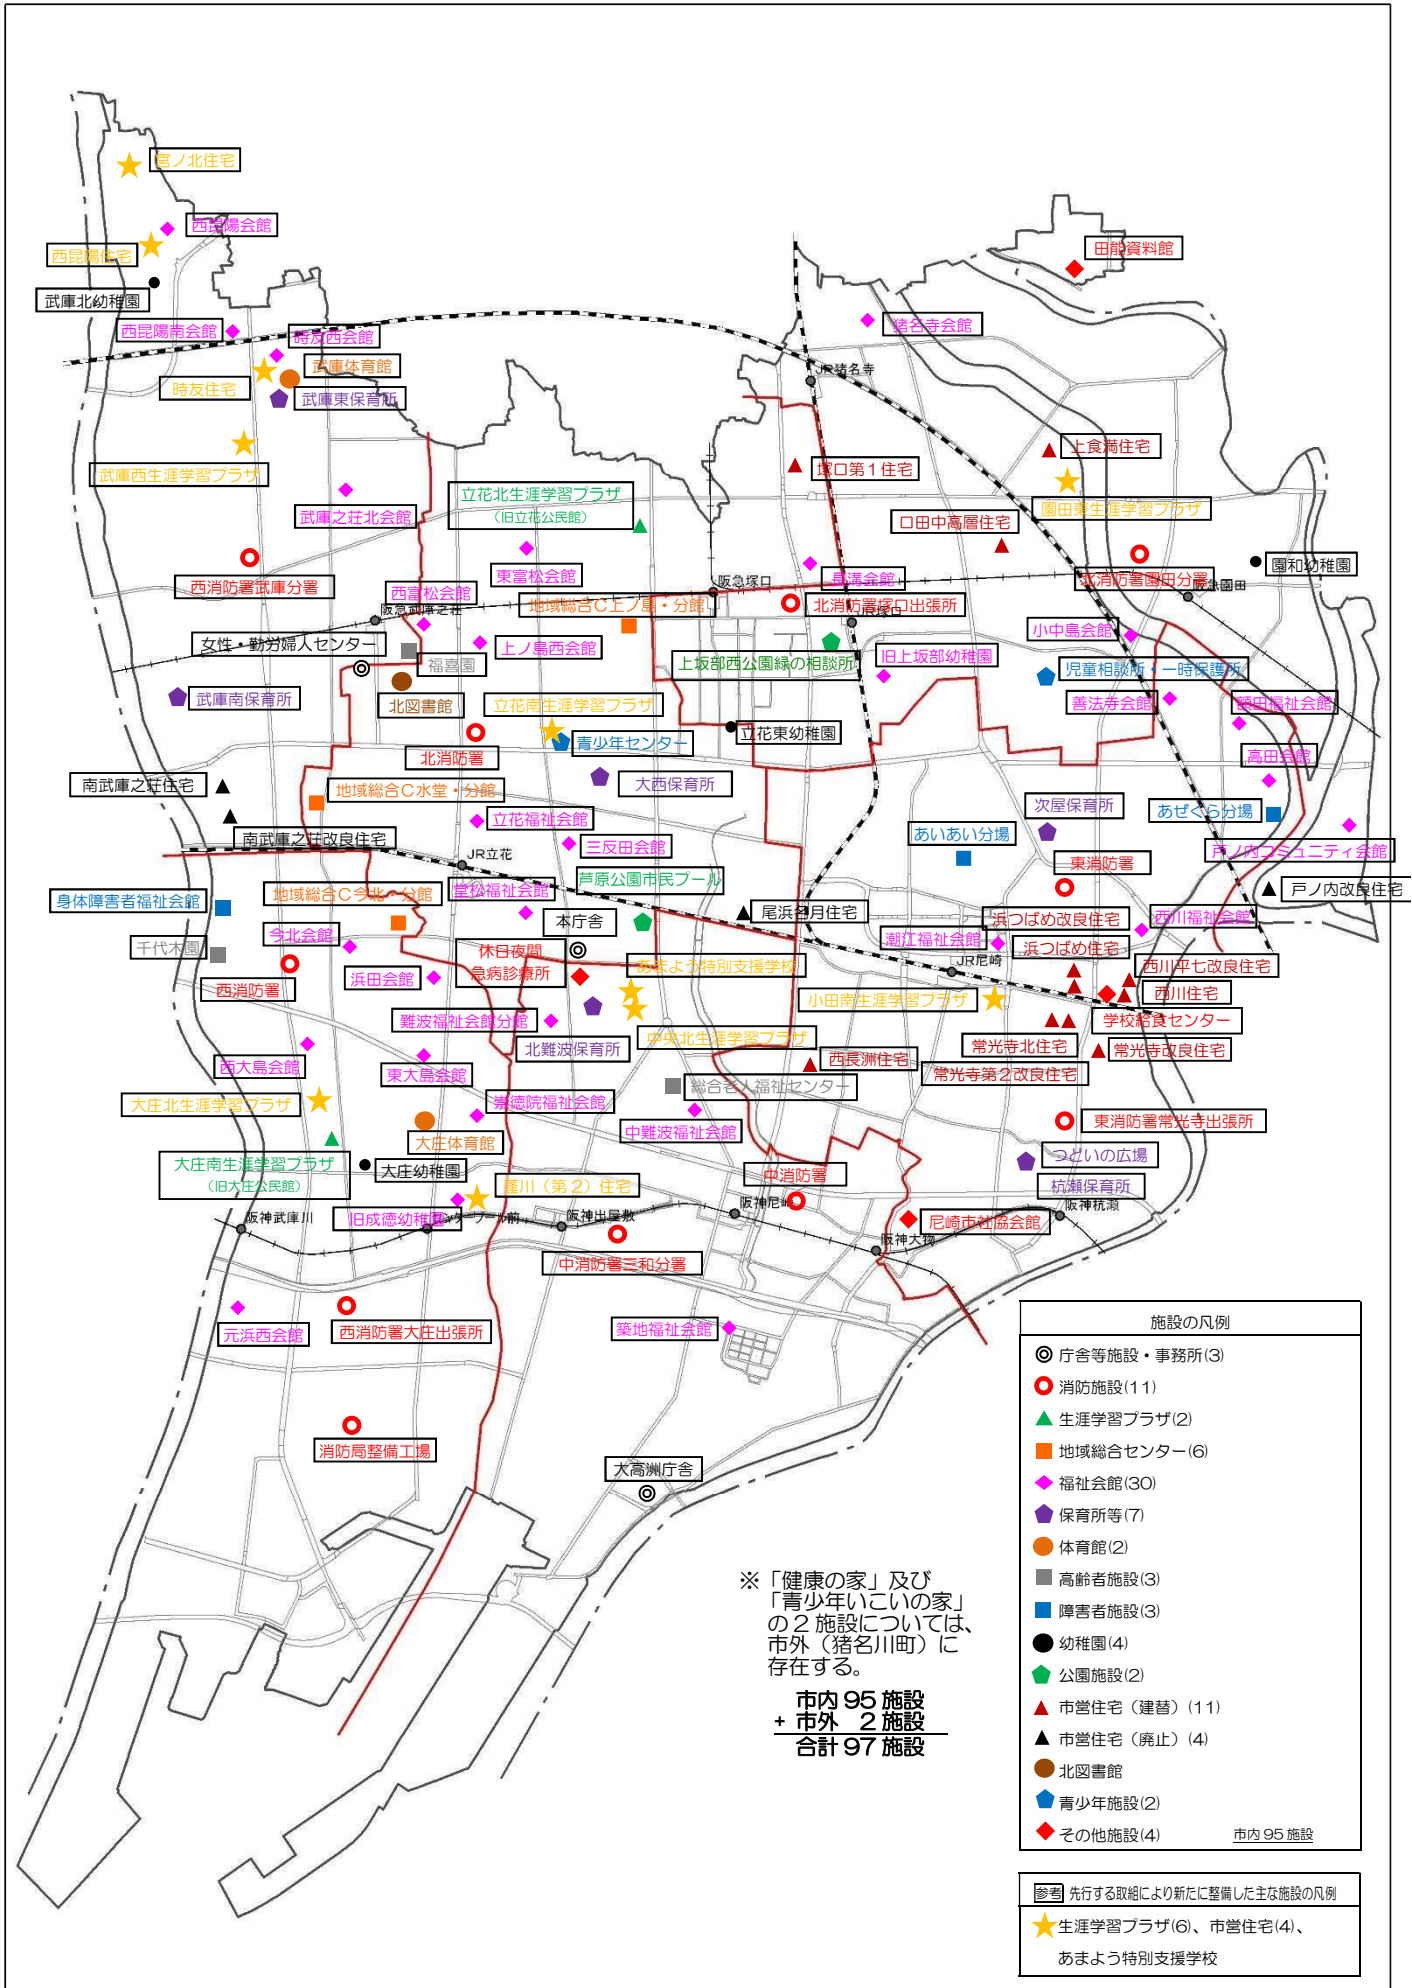 宮ノ北住宅
西昆陽会館
西昆陽住宅
田能資料館
武庫北幼稚園
西昆陽南会館
時友西会館
猪名寺会館
武庫体育館
JR猪名寺
時友住宅
武庫東保育所
上食満住宅
武庫西生涯学習プラザ
塚口第1住宅
立花北生涯学習プラザ
(旧立花公民館)
園田東生涯学習プラザ
武庫之荘北会館
口田中高層住宅
園和幼稚園
東富松会館
長溝会館
北消防署園田分署
西消防署武庫分署
阪急塚口
阪急園田
西富松会館
地域総合C上ノ島・分館
北消防署塚口出張所
阪急武庫之荘
JR塚口
小中島会館
女性・勤労婦人センター
上ノ島西会館
旧上坂部幼稚園
福喜園
上坂部西公園緑の相談所
児童相談所・一時保護所
武庫南保育所
北図書館
立花南生涯学習プラザ
善法寺会館
額田福祉会館
立花東幼稚園
青少年センター
北消防署
高田会館
南武庫之荘住宅
地域総合C水堂・分館
大西保育所
次屋保育所
あぜくら分場
立花福祉会館
あいあい分場
南武庫之荘改良住宅
三反田会館
戸ノ内コミュニティ会館
JR立花
東消防署
芦原公園市民プール
戸ノ内改良住宅
身体障害者福祉会館
地域総合C今北・分館
堂松福祉会館
尾浜名月住宅
浜つばめ改良住宅
西川福祉会館
本庁舎
今北会館
潮江福祉会館
浜つばめ住宅
千代木園
休日夜間
急病診療所
JR尼崎
あまよう特別支援学校
西川平七改良住宅
浜田会館
西消防署
西川住宅
小田南生涯学習プラザ
難波福祉会館分館
学校給食センター
中央北生涯学習プラザ
北難波保育所
常光寺北住宅
常光寺改良住宅
西大島会館
東大島会館
西長洲住宅
常光寺第2改良住宅
総合老人福祉センター
大庄北生涯学習プラザ
崇徳院福祉会館
東消防署常光寺出張所
中難波福祉会館
大庄体育館
つどいの広場
大庄南生涯学習プラザ
(旧大庄公民館)
大庄幼稚園
中消防署
杭瀬保育所
蓬川（第2）住宅
阪神尼崎
阪神杭瀬
阪神武庫川
旧成徳幼稚園
センタープール前
阪神出屋敷
尼崎市社協会館
阪神大物
中消防署三和分署
元浜西会館
西消防署大庄出張所
築地福祉会館
消防局整備工場
大高洲庁舎
※「健康の家」及び
「青少年いこいの家」
の2施設については、
市外（猪名川町）に
存在する。
市内 95 施設
+ 市外 2 施設
合計 97 施設
施設の凡例
庁舎等施設・事務所(3)
消防施設(11)
生涯学習プラザ(2)
地域総合センター(6)
福祉会館(30)
保育所等(7)
体育館(2)
高齢者施設(3)
障害者施設(3)
幼稚園(4)
公園施設(2)
市営住宅（建替）(11)
市営住宅（廃止）(4)
北図書館
青少年施設(2)
その他施設(4) 市内 95 施設
参考 先行する取組により新たに整備した主な施設の凡例
生涯学習プラザ(6)、市営住宅(4)、
あまよう特別支援学校